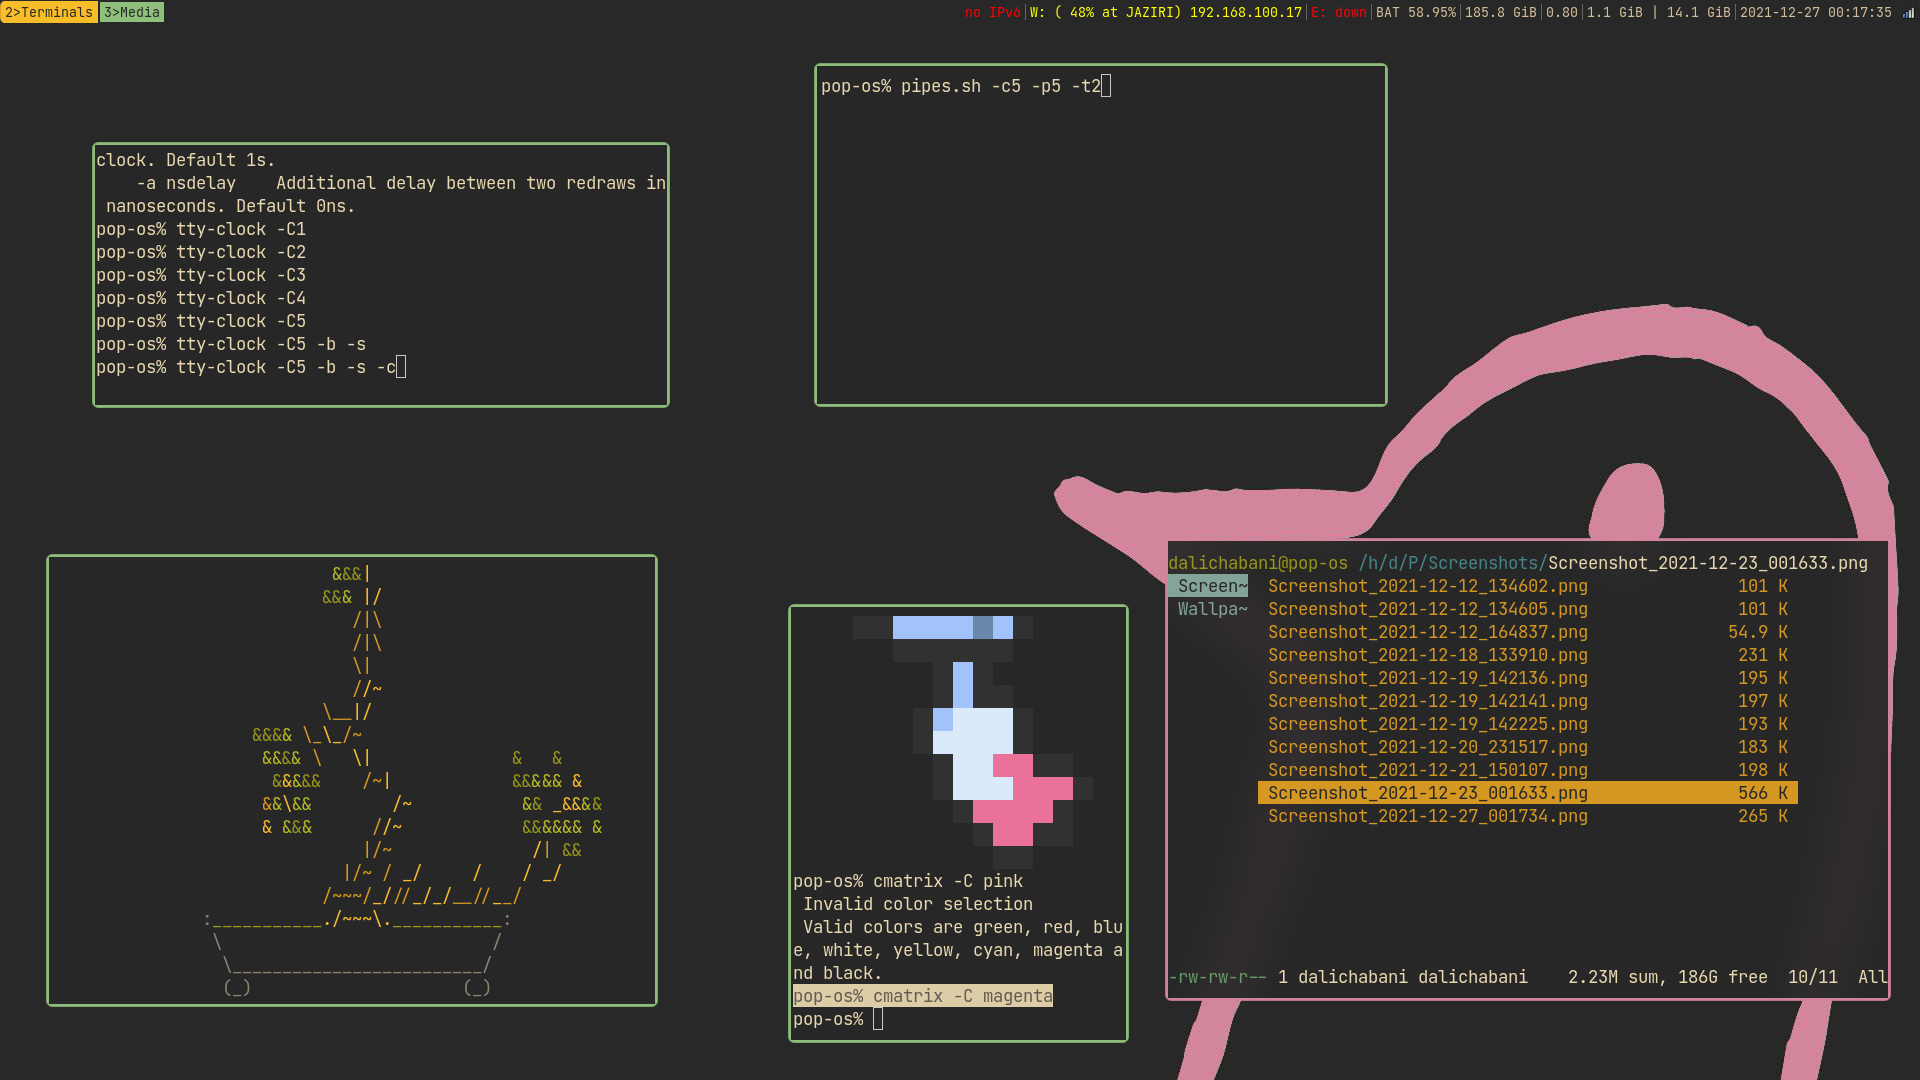 2>Terminals 3>Media
no IPv6|W: ( 48% at JAZIRI) 192.168.100.17|E: down|BAT 58.95%|185.8 GiB|0.80|1.1 GiB | 14.1 GiB|2021-12-27 00:17:35
pop-os% pipes.sh -c5 -p5 -t2
clock. Default 1s.
    -a nsdelay    Additional delay between two redraws in
 nanoseconds. Default 0ns.
pop-os% tty-clock -C1
pop-os% tty-clock -C2
pop-os% tty-clock -C3
pop-os% tty-clock -C4
pop-os% tty-clock -C5
pop-os% tty-clock -C5 -b -s
pop-os% tty-clock -C5 -b -s -c
pop-os% cmatrix -C pink
 Invalid color selection
 Valid colors are green, red, blu
e, white, yellow, cyan, magenta a
nd black.
pop-os% cmatrix -C magenta
pop-os%
dalichabani@pop-os /h/d/P/Screenshots/Screenshot_2021-12-23_001633.png
Screen~ Screenshot_2021-12-12_134602.png 101 K
Wallpa~ Screenshot_2021-12-12_134605.png 101 K
Screenshot_2021-12-12_164837.png 54.9 K
Screenshot_2021-12-18_133910.png 231 K
Screenshot_2021-12-19_142136.png 195 K
Screenshot_2021-12-19_142141.png 197 K
Screenshot_2021-12-19_142225.png 193 K
Screenshot_2021-12-20_231517.png 183 K
Screenshot_2021-12-21_150107.png 198 K
Screenshot_2021-12-23_001633.png 566 K
Screenshot_2021-12-27_001734.png 265 K
-rw-rw-r-- 1 dalichabani dalichabani 2.23M sum, 186G free 10/11 All